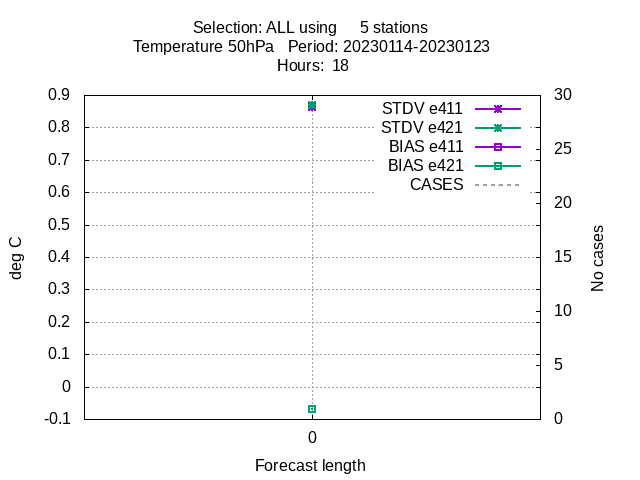 Selection: ALL using 5 stations
Temperature 50hPa Period: 20230114-20230123
Hours: 18
0.9
0.8
0.7
0.6
0.5
0.4
0.3
0.2
0.1
0
-0.1
deg C
STDV e411
STDV e421
BIAS e411
BIAS e421
CASES
30
25
20
15
10
5
0
No cases
0
Forecast length